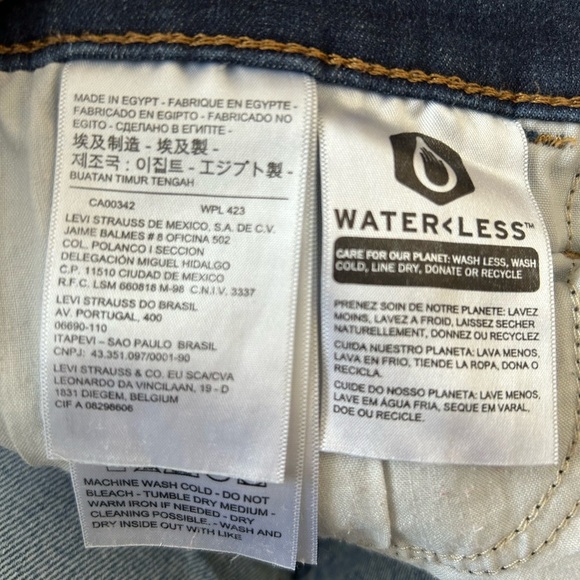 MADE IN EGYPT - FABRIQUE EN EGYPTE -
FABRICADO EN EGIPTO - FABRICADO NO
EGITO - СДЕЛАНО В ЕГИПТЕ -
埃及制造 - 埃及製 -
제조국 : 이집트 - エジプト製 -
BUATAN TIMUR TENGAH
CA00342 WPL 423
LEVI STRAUSS DE MEXICO, S.A. DE C.V.
JAIME BALMES # 8 OFICINA 502
COL. POLANCO I SECCION
DELEGACIÓN MIGUEL HIDALGO
C.P. 11510 CIUDAD DE MEXICO
R.F.C. LSM 660818 M-98 C.N.I.V. 3337
LEVI STRAUSS DO BRASIL
AV. PORTUGAL, 400
06690-110
ITAPEVI – SAO PAULO BRASIL
CNPJ: 43.351.097/0001-90
LEVI STRAUSS & CO. EU SCA/CVA
LEONARDO DA VINCILAAN, 19 - D
1831 DIEGEM, BELGIUM
CIF A 08298606
MACHINE WASH COLD - DO NOT
BLEACH - TUMBLE DRY MEDIUM -
WARM IRON IF NEEDED - DRY
CLEANING POSSIBLE. - WASH AND
DRY INSIDE OUT WITH LIKE
WATER<LESS™
CARE FOR OUR PLANET: WASH LESS, WASH
COLD, LINE DRY, DONATE OR RECYCLE
PRENEZ SOIN DE NOTRE PLANETE: LAVEZ
MOINS, LAVEZ A FROID, LAISSEZ SECHER
NATURELLEMENT, DONNEZ OU RECYCLEZ
CUIDA NUESTRO PLANETA: LAVA MENOS,
LAVA EN FRIO, TIENDE LA ROPA, DONA O
RECICLA.
CUIDE DO NOSSO PLANETA: LAVE MENOS,
LAVE EM ÁGUA FRIA, SEQUE EM VARAL,
DOE OU RECICLE.